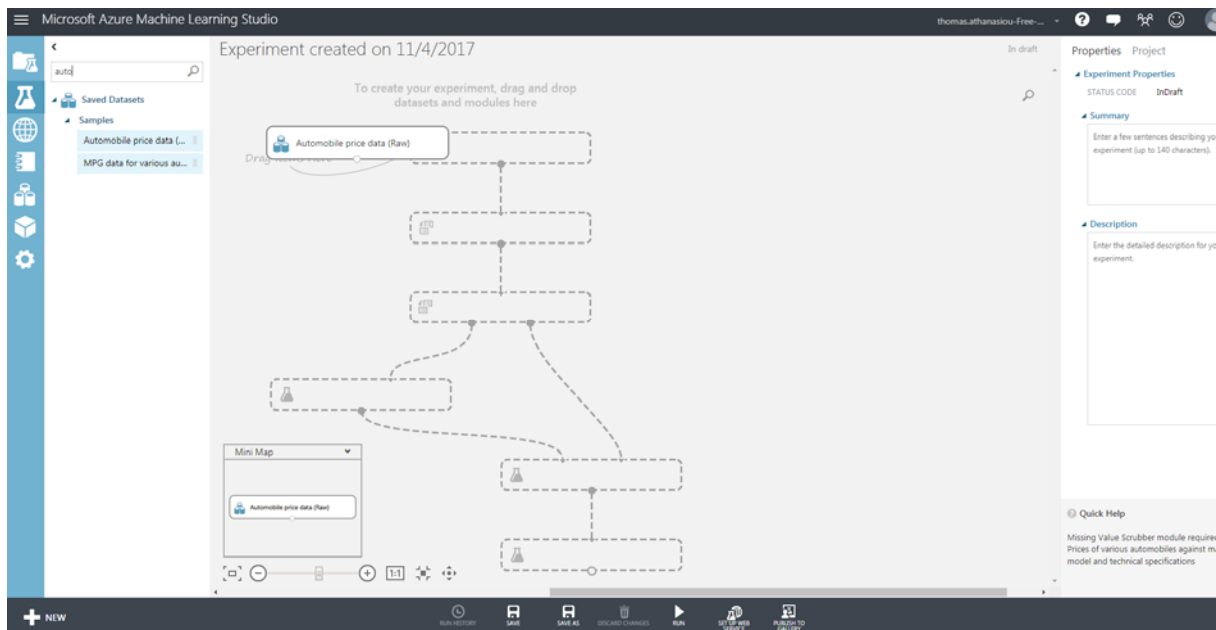 Microsoft Azure Machine Learning Studio
thomas.athanasiou-Free-...
auto
Saved Datasets
Samples
Automobile price data (...
MPG data for various au...
Experiment created on 11/4/2017
In draft
To create your experiment, drag and drop
datasets and modules here
Automobile price data (Raw)
Drag
Mini Map
Automobile price data (Raw)
1:1
Properties Project
Experiment Properties
STATUS CODE InDraft
Summary
Enter a few sentences describing yo
experiment (up to 140 characters).
Description
Enter the detailed description for yo
experiment.
Quick Help
Missing Value Scrubber module required
Prices of various automobiles against ma
model and technical specifications
NEW
RUN HISTORY
SAVE
SAVE AS
DISCARD CHANGES
RUN
SET UP WEB
SERVICE
PUBLISH TO
GALLERY